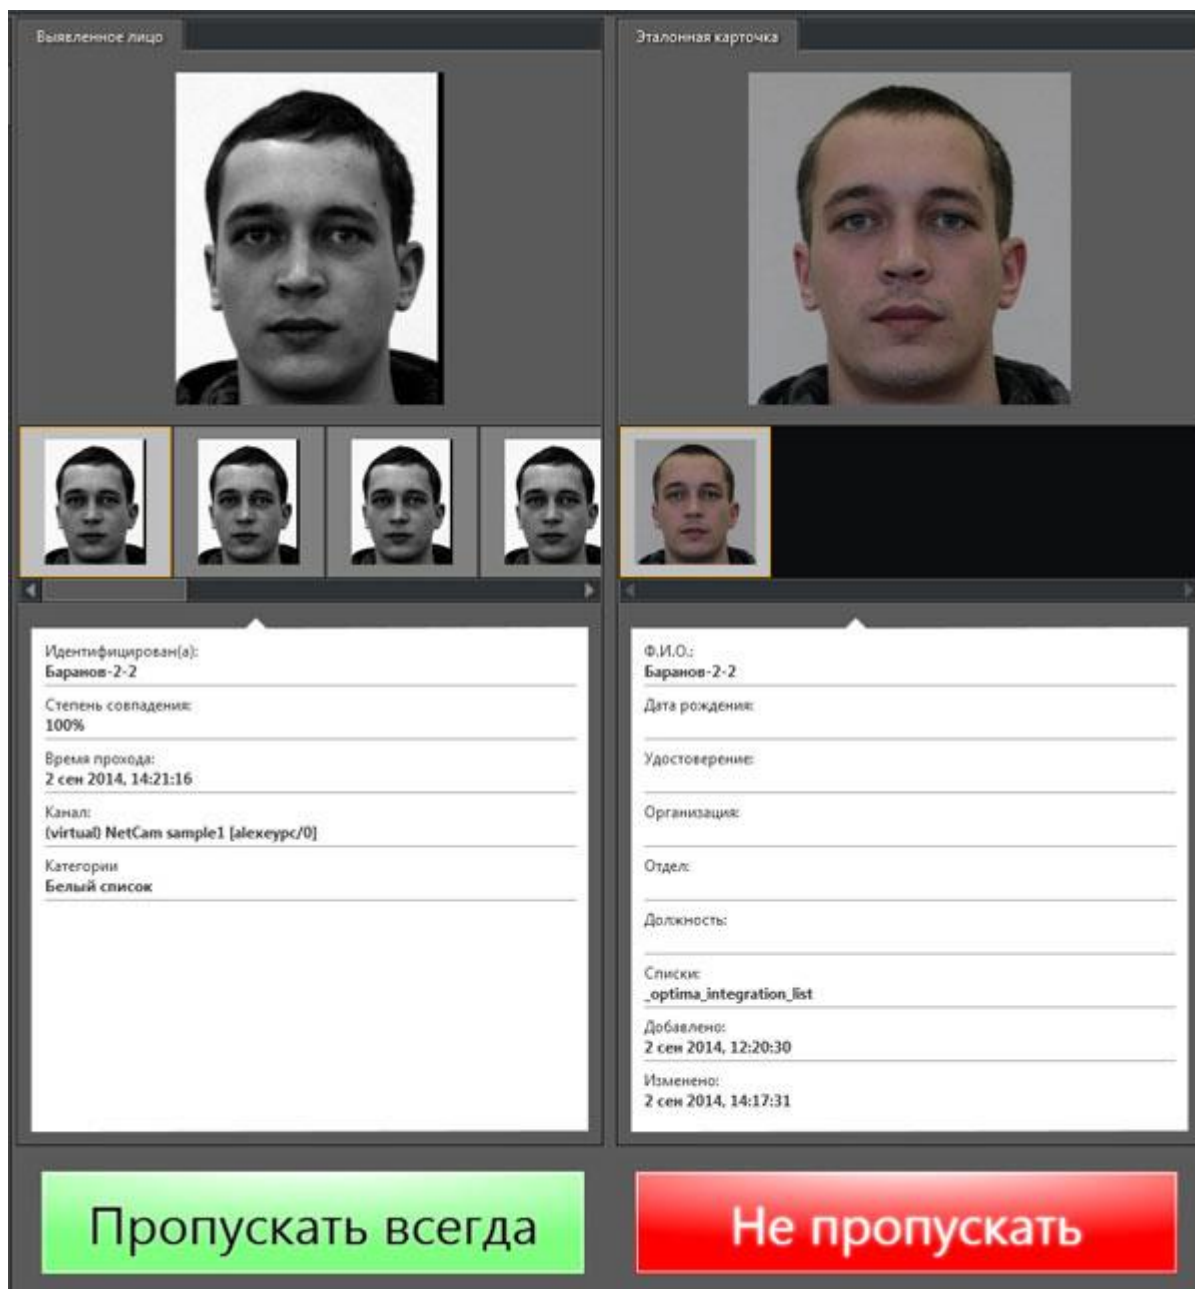 Выявленное лицо
Идентифицирован(а):
Баранов-2-2
Степень совпадения:
100%
Время прохода:
2 сен 2014, 14:21:16
Канал:
(virtual) NetCam sample1 [alexeypc/0]
Категории
Белый список
Пропускать всегда
Эталонная карточка
Ф.И.О.:
Баранов-2-2
Дата рождения:
Удостоверение:
Организация:
Отдел:
Должность:
Списки:
_optima_integration_list
Добавлено:
2 сен 2014, 12:20:30
Изменено:
2 сен 2014, 14:17:31
Не пропускать